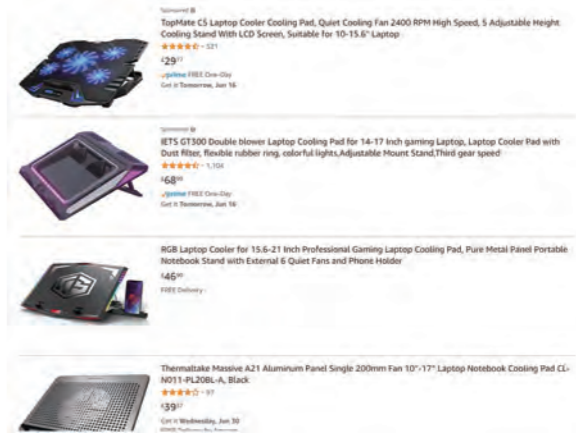 Sponsored
TopMate C5 Laptop Cooler Cooling Pad, Quiet Cooling Fan 2400 RPM High Speed, 5 Adjustable Height
Cooling Stand With LCD Screen, Suitable for 10-15.6" Laptop
521
£29
prime FREE One-Day
Get it Tomorrow, Jun 16
Sponsored
IETS GT300 Double blower Laptop Cooling Pad for 14-17 Inch gaming Laptop, Laptop Cooler Pad with
Dust filter, flexible rubber ring, colorful lights,Adjustable Mount Stand,Third gear speed
1,104
£68
prime FREE One-Day
Get it Tomorrow, Jun 16
RGB Laptop Cooler for 15.6-21 Inch Professional Gaming Laptop Cooling Pad, Pure Metal Panel Portable
Notebook Stand with External 6 Quiet Fans and Phone Holder
£46
FREE Delivery
Thermaltake Massive A21 Aluminum Panel Single 200mm Fan 10"-17" Laptop Notebook Cooling Pad CL-
N011-PL20BL-A, Black
97
£39
Get it Wednesday, Jun 30